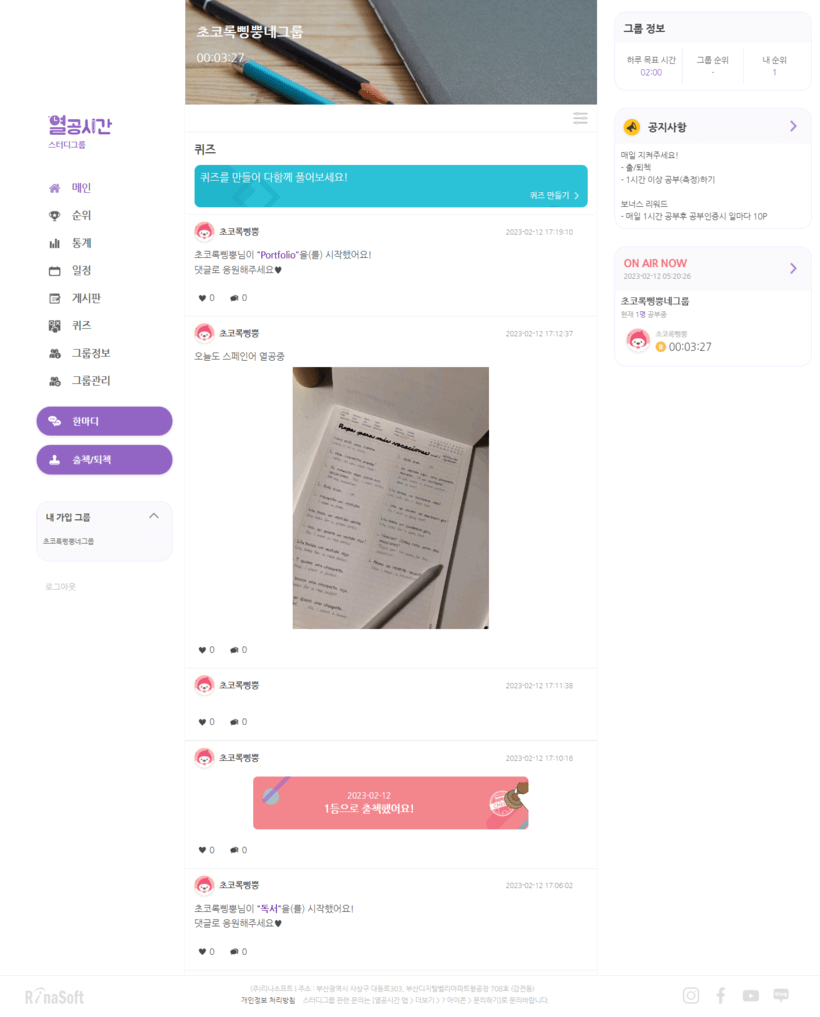 초코록삥뽕네그룹
00:03:27
열공시간
스터디그룹
메인
순위
통계
일정
게시판
퀴즈
그룹정보
그룹관리
한마디
출첵/퇴첵
내 가입 그룹
초코록삥뽕네그룹
로그아웃
퀴즈
퀴즈를 만들어 다함께 풀어보세요!
퀴즈 만들기 >
초코록삥뽕
2023-02-12 17:19:10
초코록삥뽕님이 "Portfolio"을(를) 시작했어요!
댓글로 응원해주세요♥
♥ 0 0
초코록삥뽕
2023-02-12 17:12:37
오늘도 스페인어 열공중
♥ 0 0
초코록삥뽕
2023-02-12 17:11:38
♥ 0 0
초코록삥뽕
2023-02-12 17:10:16
2023-02-12
1등으로 출첵했어요!
♥ 0 0
초코록삥뽕
2023-02-12 17:06:02
초코록삥뽕님이 "독서"을(를) 시작했어요!
댓글로 응원해주세요♥
♥ 0 0
그룹 정보
하루 목표 시간 그룹 순위 내 순위
02:00 - 1
공지사항
매일 지켜주세요!
- 출/퇴첵
- 1시간 이상 공부(측정)하기
보너스 리워드
- 매일 1시간 공부후 공부인증시 일마다 10P
ON AIR NOW
2023-02-12 05:20:26
초코록삥뽕네그룹
현재 1명 공부중
초코록삥뽕
00:03:27
RinaSoft
(주)리나소프트 | 주소 : 부산광역시 사상구 대동로303, 부산디지털밸리아파트형공장 708호 (감전동)
개인정보 처리방침 스터디그룹 관련 문의는 [열공시간 앱 > 더보기 > ? 아이콘 > 문의하기]로 문의바랍니다.